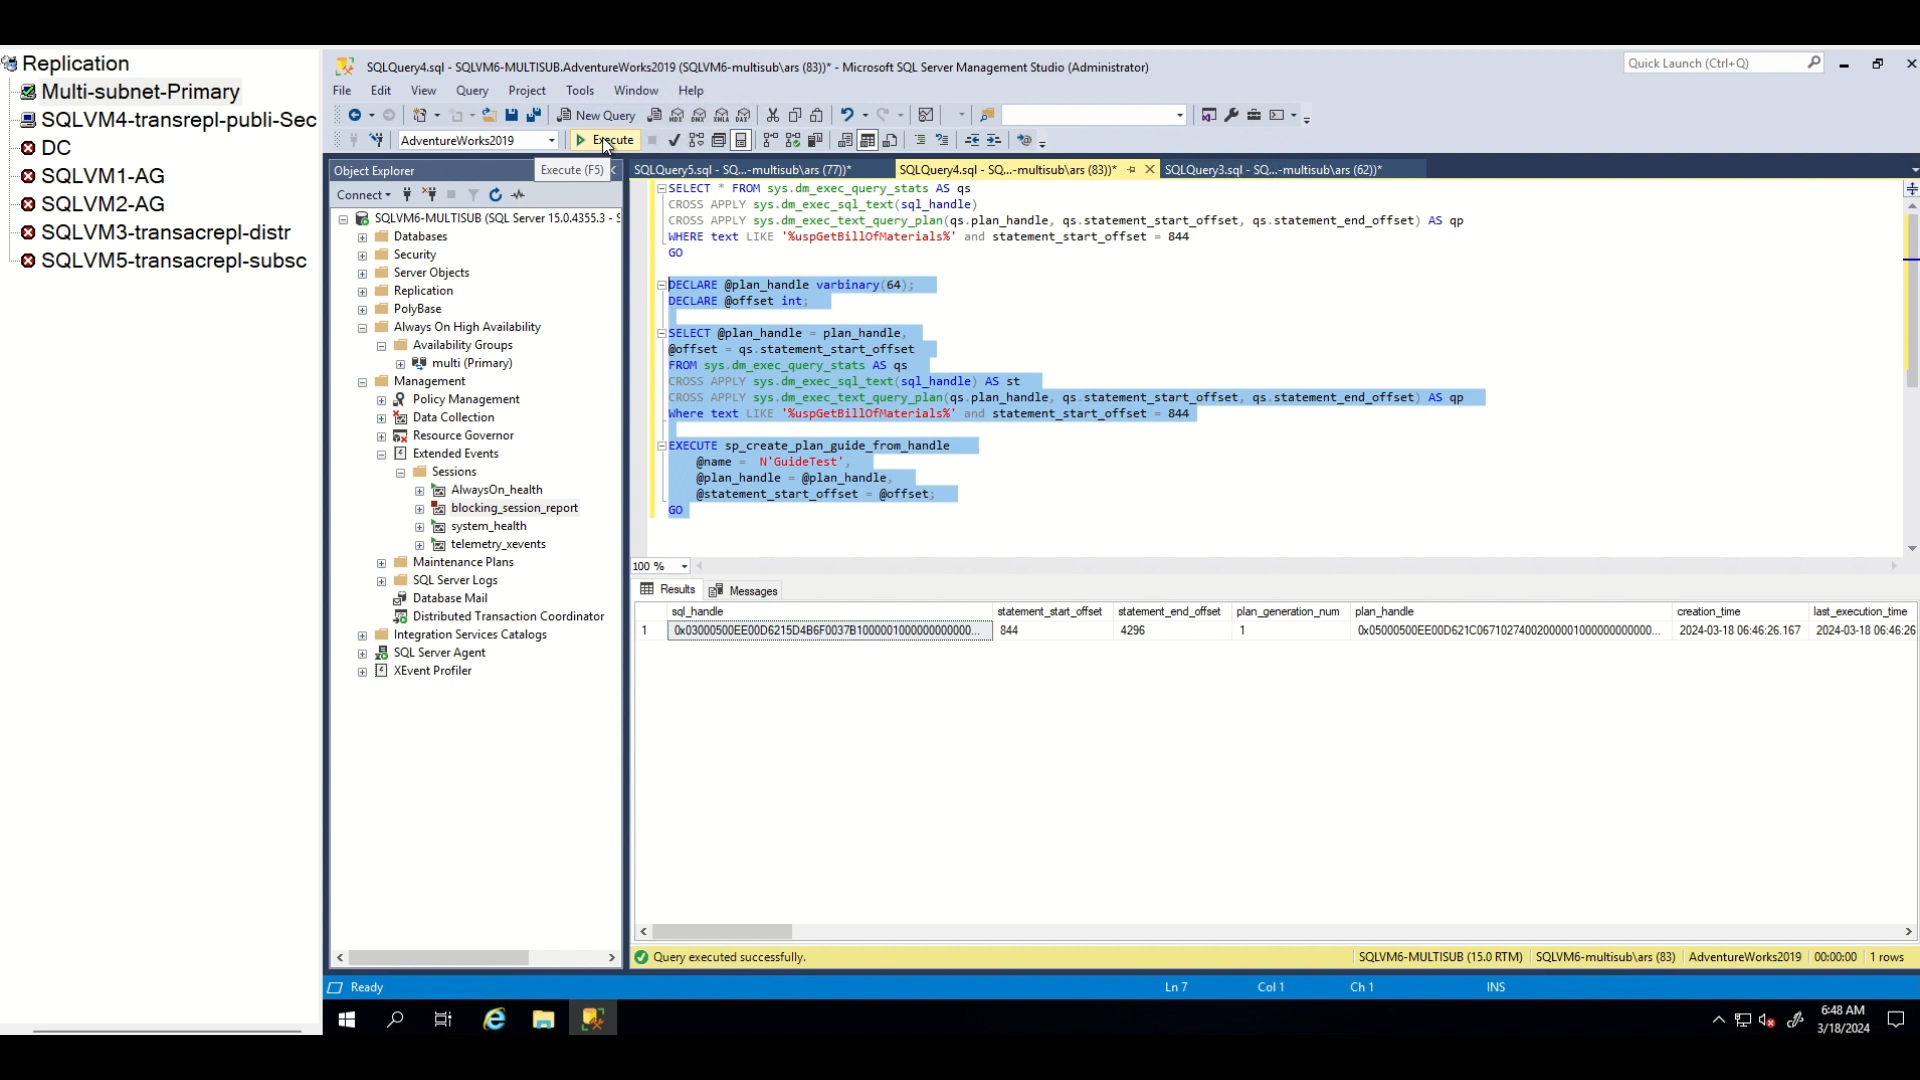 Replication
Multi-subnet-Primary
SQLVM4-transrepl-publi-Sec
DC
SQLVM1-AG
SQLVM2-AG
SQLVM3-transacrepl-distr
SQLVM5-transacrepl-subsc
SQLQuery4.sql - SQLVM6-MULTISUB.AdventureWorks2019 (SQLVM6-multisub\ars (83))* - Microsoft SQL Server Management Studio (Administrator)
Quick Launch (Ctrl+Q)
File Edit View Query Project Tools Window Help
New Query
AdventureWorks2019
Execute
Execute (F5)
Object Explorer
Connect
SQLVM6-MULTISUB (SQL Server 15.0.4355.3 - S
Databases
Security
Server Objects
Replication
PolyBase
Always On High Availability
Availability Groups
multi (Primary)
Management
Policy Management
Data Collection
Resource Governor
Extended Events
Sessions
AlwaysOn_health
blocking_session_report
system_health
telemetry_xevents
Maintenance Plans
SQL Server Logs
Database Mail
Distributed Transaction Coordinator
Integration Services Catalogs
SQL Server Agent
XEvent Profiler
SQLQuery5.sql - SQ...-multisub\ars (77))* SQLQuery4.sql - SQ...-multisub\ars (83))* SQLQuery3.sql - SQ...-multisub\ars (62))*
SELECT * FROM sys.dm_exec_query_stats AS qs
CROSS APPLY sys.dm_exec_sql_text(sql_handle)
CROSS APPLY sys.dm_exec_text_query_plan(qs.plan_handle, qs.statement_start_offset, qs.statement_end_offset) AS qp
WHERE text LIKE '%uspGetBillOfMaterials%' and statement_start_offset = 844
GO
DECLARE @plan_handle varbinary(64);
DECLARE @offset int;
SELECT @plan_handle = plan_handle,
@offset = qs.statement_start_offset
FROM sys.dm_exec_query_stats AS qs
CROSS APPLY sys.dm_exec_sql_text(sql_handle) AS st
CROSS APPLY sys.dm_exec_text_query_plan(qs.plan_handle, qs.statement_start_offset, qs.statement_end_offset) AS qp
Where text LIKE '%uspGetBillOfMaterials%' and statement_start_offset = 844
EXECUTE sp_create_plan_guide_from_handle
@name = N'GuideTest',
@plan_handle = @plan_handle,
@statement_start_offset = @offset;
GO
100 %
Results Messages
sql_handle statement_start_offset statement_end_offset plan_generation_num plan_handle creation_time last_execution_time
1 0x03000500EE00D6215D4B6F0037B1000001000000000000... 844 4296 1 0x05000500EE00D621C06710274002000001000000000000... 2024-03-18 06:46:26.167 2024-03-18 06:46:26
Query executed successfully.
SQLVM6-MULTISUB (15.0 RTM) SQLVM6-multisub\ars (83) AdventureWorks2019 00:00:00 1 rows
Ready Ln 7 Col 1 Ch 1 INS
6:48 AM
3/18/2024